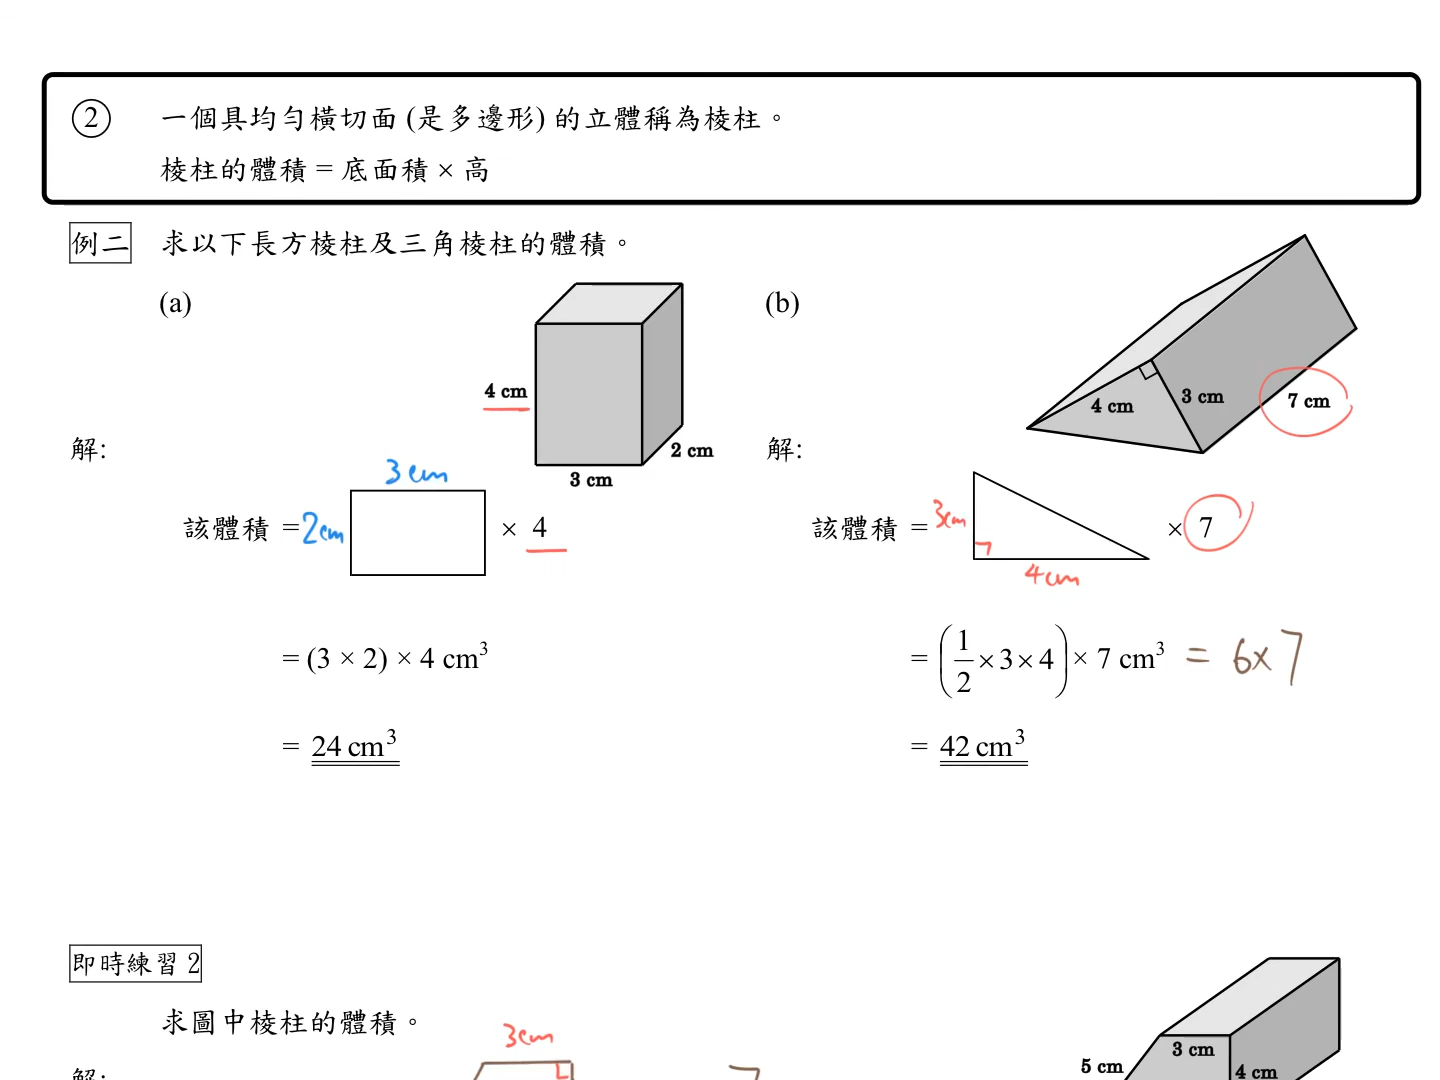 ② 一個具均勻橫切面 (是多邊形) 的立體稱為棱柱。
棱柱的體積 = 底面積 × 高
例二 求以下長方棱柱及三角棱柱的體積。
(a)
4 cm
2 cm
3 cm
(b)
4 cm
3 cm
7 cm
解:
3cm
該體積 = 2cm × 4
= (3 × 2) × 4 cm³
= 24 cm³
解:
該體積 = 3cm × 7
4cm
= (1/2 × 3 × 4) × 7 cm³ = 6×7
= 42 cm³
即時練習 2
求圖中棱柱的體積。
3cm
3 cm
5 cm
4 cm
解: